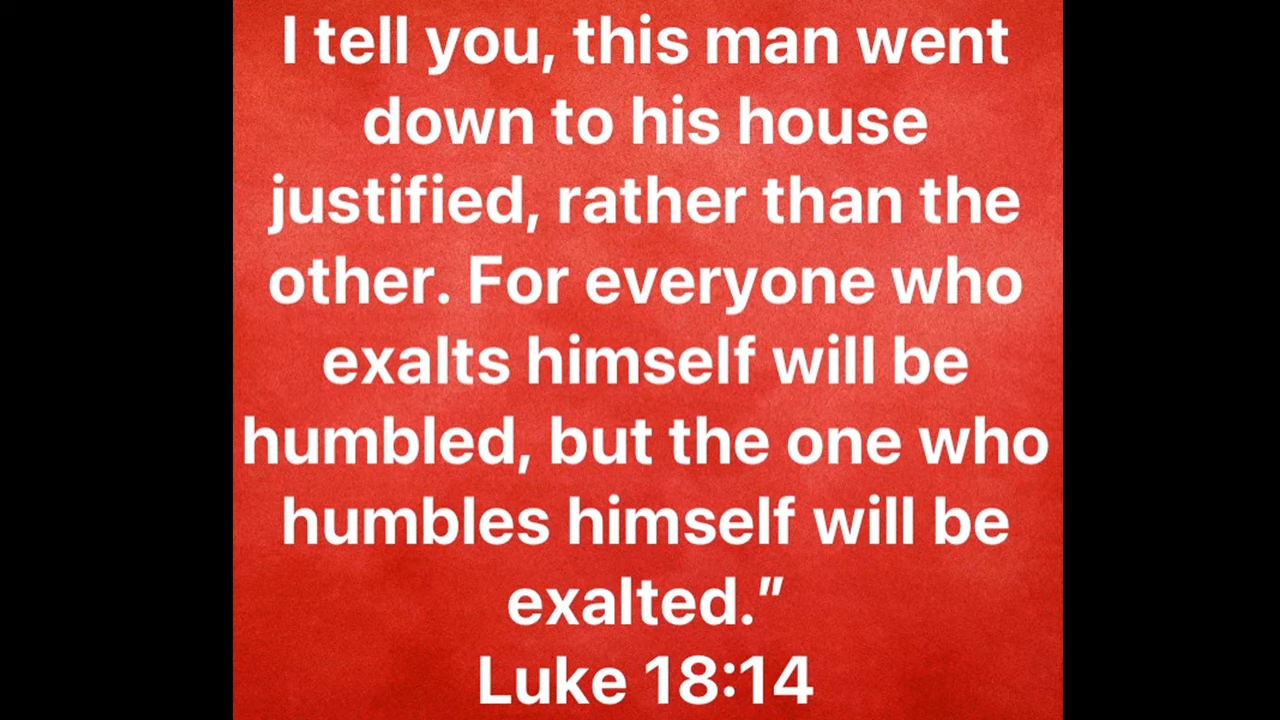 I tell you, this man went
down to his house
justified, rather than the
other. For everyone who
exalts himself will be
humbled, but the one who
humbles himself will be
exalted.”
Luke 18:14